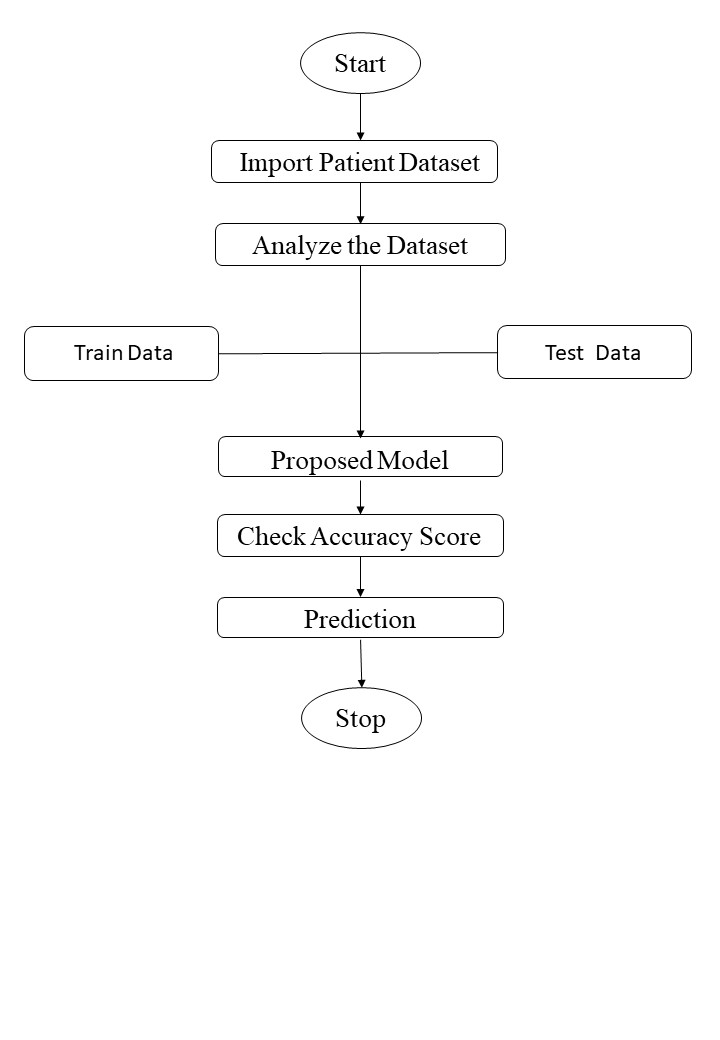 Start
Import Patient Dataset
Analyze the Dataset
Train Data
Test Data
Proposed Model
Check Accuracy Score
Prediction
Stop